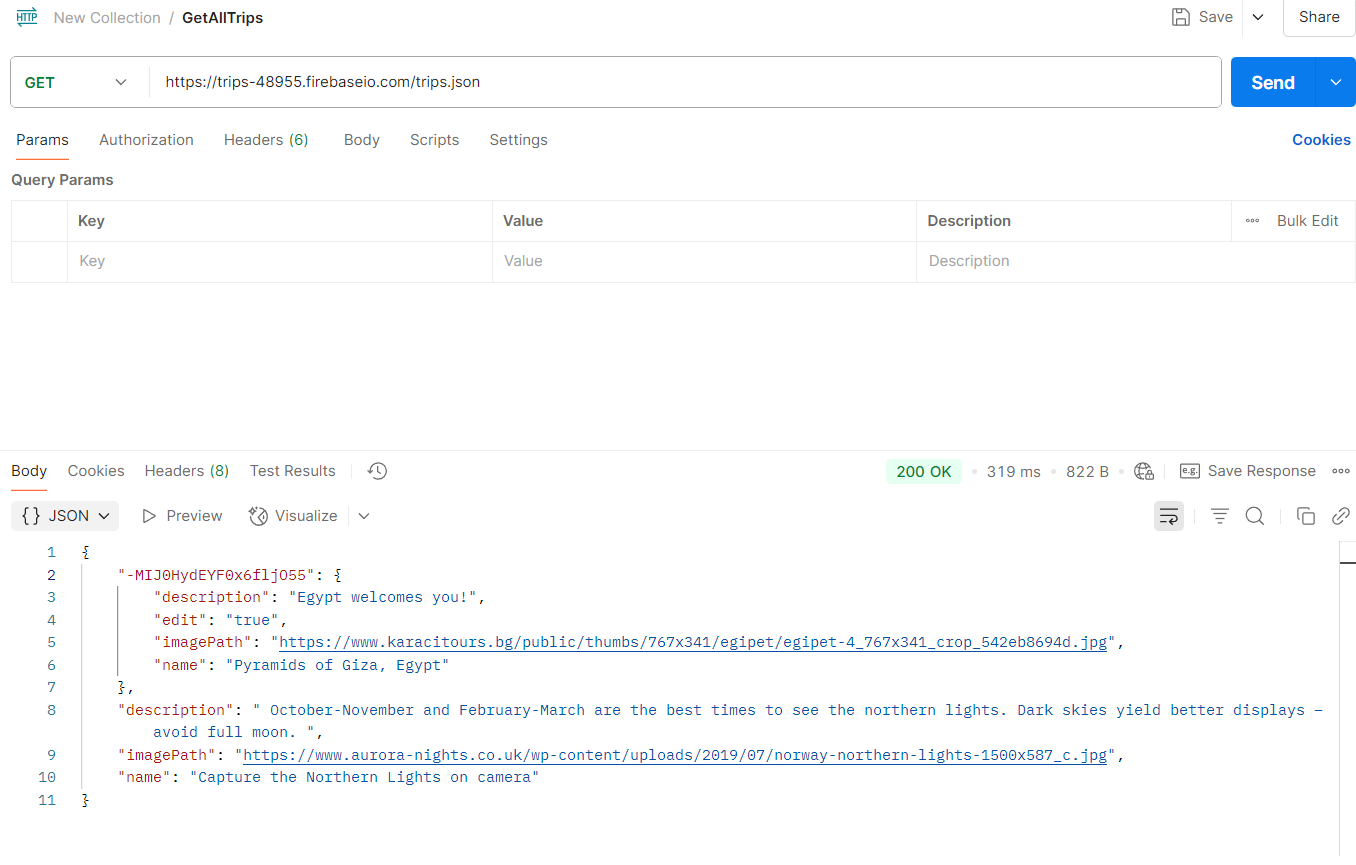 HTTP New Collection / GetAllTrips Save Share
GET https://trips-48955.firebaseio.com/trips.json Send
Params Authorization Headers (6) Body Scripts Settings Cookies
Query Params
Key Value Description Bulk Edit
Key Value Description
Body Cookies Headers (8) Test Results 200 OK 319 ms 822 B e.g. Save Response
{} JSON Preview Visualize
1 {
2 "-MIJ0HydEYF0x6fljO55": {
3 "description": "Egypt welcomes you!",
4 "edit": "true",
5 "imagePath": "https://www.karacitours.bg/public/thumbs/767x341/egipet/egipet-4_767x341_crop_542eb8694d.jpg",
6 "name": "Pyramids of Giza, Egypt"
7 },
8 "description": " October-November and February-March are the best times to see the northern lights. Dark skies yield better displays –
avoid full moon. ",
9 "imagePath": "https://www.aurora-nights.co.uk/wp-content/uploads/2019/07/norway-northern-lights-1500x587_c.jpg",
10 "name": "Capture the Northern Lights on camera"
11 }